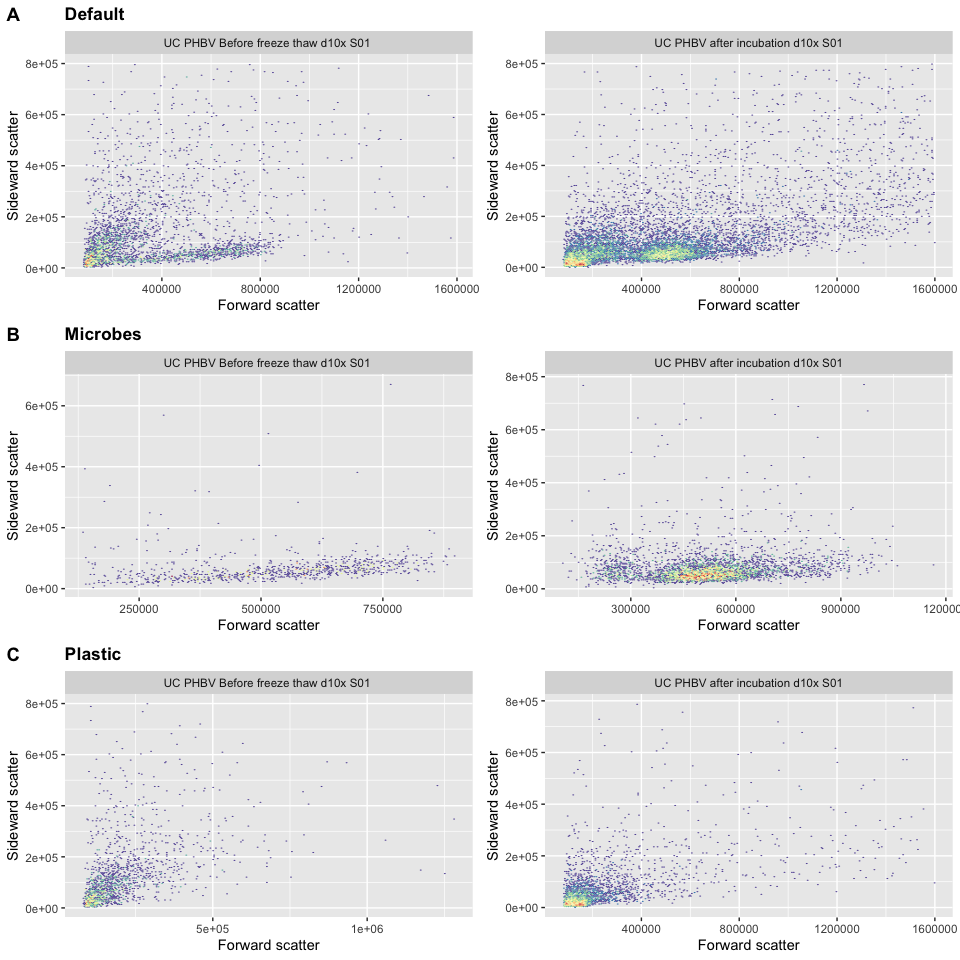 A Default
UC PHBV Before freeze thaw d10x S01
UC PHBV after incubation d10x S01
8e+05
6e+05
4e+05
2e+05
0e+00
Sideward scatter
400000 800000 1200000 1600000
Forward scatter
8e+05
6e+05
4e+05
2e+05
0e+00
Sideward scatter
400000 800000 1200000 1600000
Forward scatter
B Microbes
UC PHBV Before freeze thaw d10x S01
UC PHBV after incubation d10x S01
6e+05
4e+05
2e+05
0e+00
Sideward scatter
250000 500000 750000
Forward scatter
8e+05
6e+05
4e+05
2e+05
0e+00
Sideward scatter
300000 600000 900000 120000
Forward scatter
C Plastic
UC PHBV Before freeze thaw d10x S01
UC PHBV after incubation d10x S01
8e+05
6e+05
4e+05
2e+05
0e+00
Sideward scatter
5e+05 1e+06
Forward scatter
8e+05
6e+05
4e+05
2e+05
0e+00
Sideward scatter
400000 800000 1200000 1600000
Forward scatter